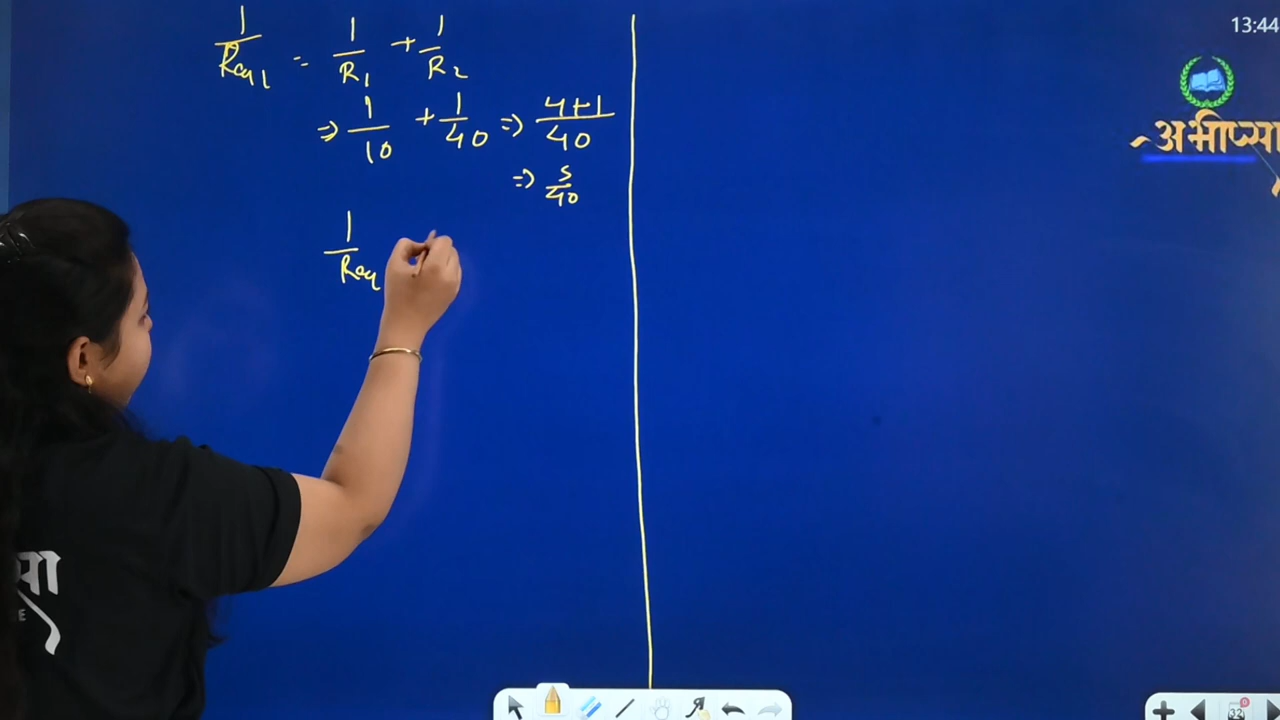 13:44
1/Req1 = 1/R1 + 1/R2
⇒ 1/10 + 1/40 ⇒ 4+1/40
⇒ 5/40
1/Req
अभीप्सा
सा
E
32